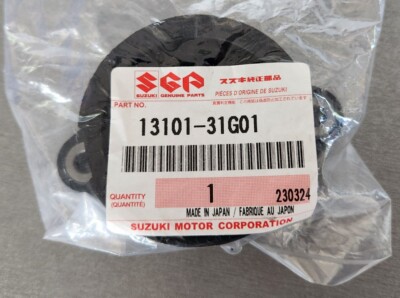 SGP スズキ純正部品
SUZUKI GENUINE PARTS PIÈCES D'ORIGINE DE SUZUKI
PART NO.
13101-31G01
QUANTITY
(QUANTITÉ)
1
230324
MADE IN JAPAN / FABRIQUE AU JAPON
SUZUKI MOTOR CORPORATION